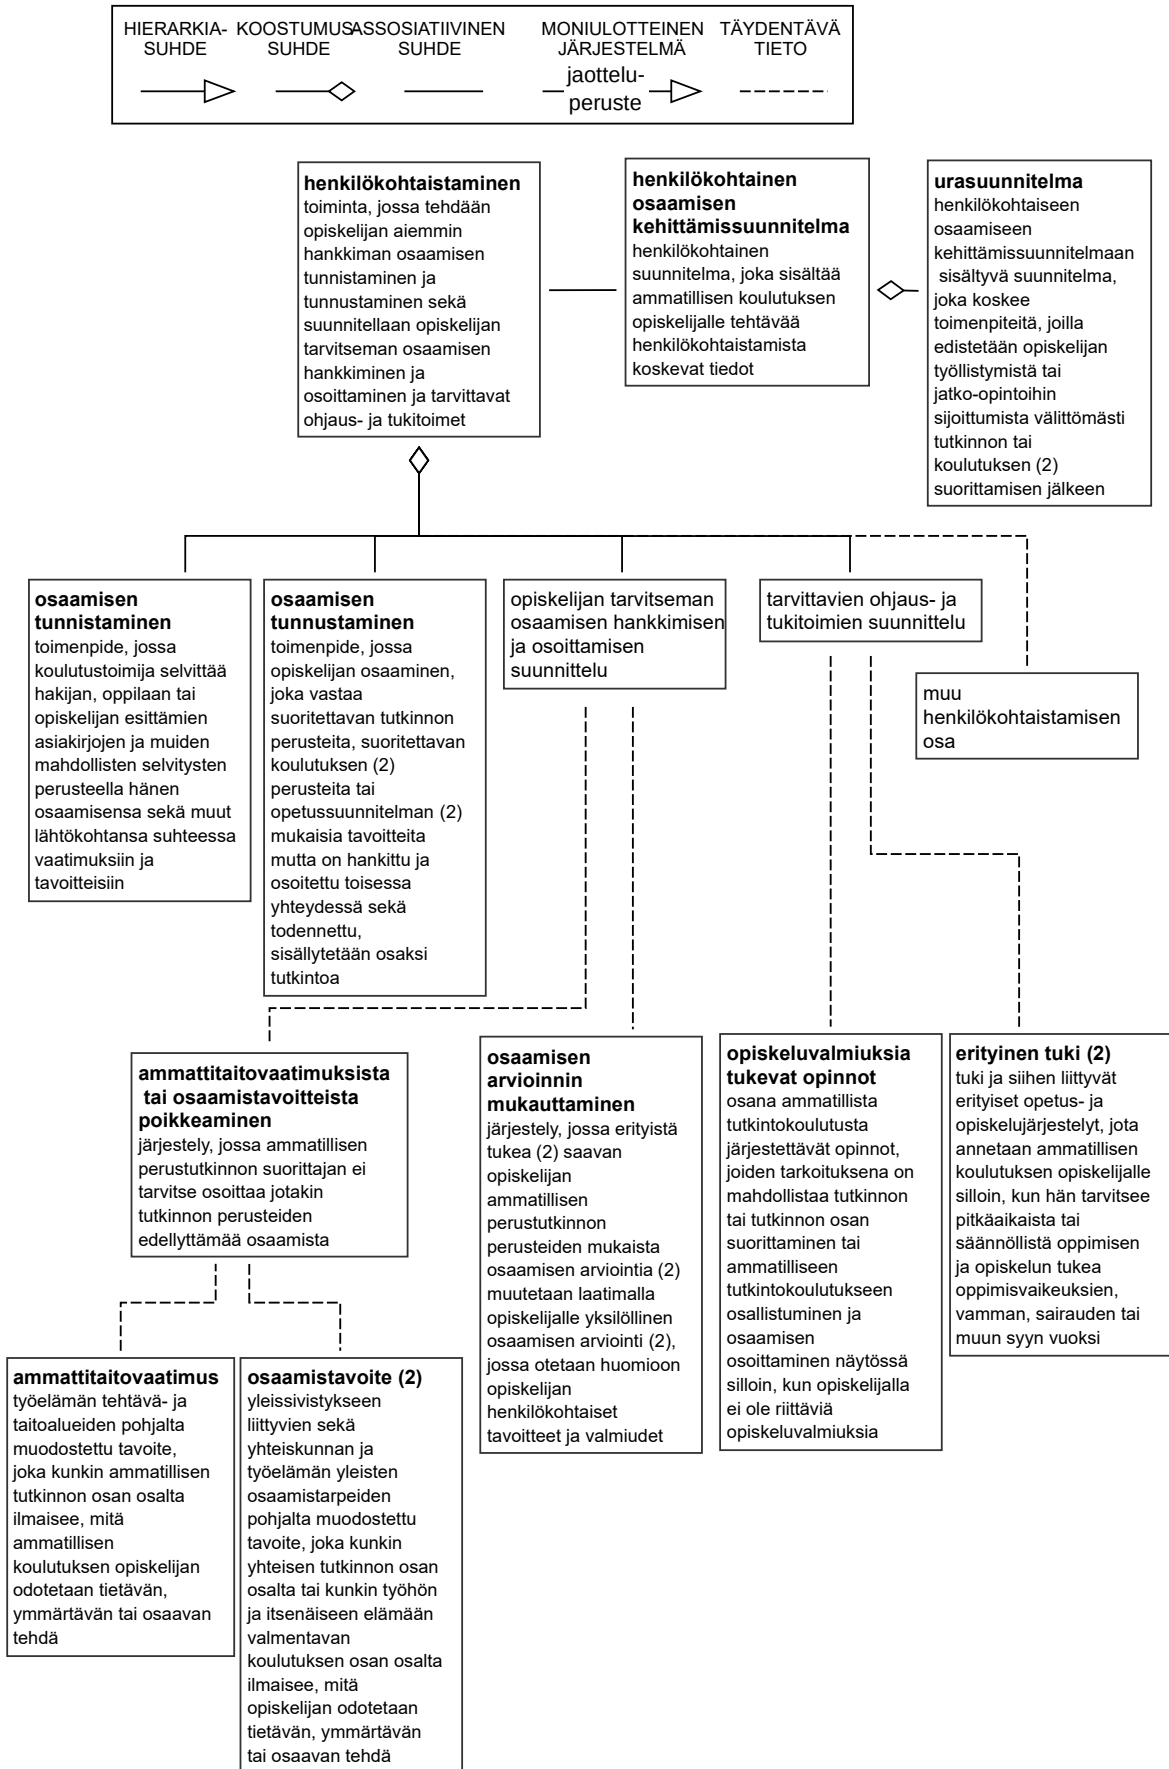 HIERARKIA-
SUHDE
KOOSTUMUS-
SUHDE
ASSOSIATIIVINEN
SUHDE
MONIULOTTEINEN
JÄRJESTELMÄ
jaottelu-
peruste
TÄYDENTÄVÄ
TIETO
henkilökohtaistaminen
toiminta, jossa tehdään
opiskelijan aiemmin
hankkiman osaamisen
tunnistaminen ja
tunnustaminen sekä
suunnitellaan opiskelijan
tarvitseman osaamisen
hankkiminen ja
osoittaminen ja tarvittavat
ohjaus- ja tukitoimet
henkilökohtainen
osaamisen
kehittämissuunnitelma
henkilökohtainen
suunnitelma, joka sisältää
ammatillisen koulutuksen
opiskelijalle tehtävää
henkilökohtaistamista
koskevat tiedot
urasuunnitelma
henkilökohtaiseen
osaamiseen
kehittämissuunnitelmaan
sisältyvä suunnitelma,
joka koskee
toimenpiteitä, joilla
edistetään opiskelijan
työllistymistä tai
jatko-opintoihin
sijoittumista välittömästi
tutkinnon tai
koulutuksen (2)
suorittamisen jälkeen
osaamisen
tunnistaminen
toimenpide, jossa
koulutustoimija selvittää
hakijan, oppilaan tai
opiskelijan esittämien
asiakirjojen ja muiden
mahdollisten selvitysten
perusteella hänen
osaamisensa sekä muut
lähtökohtansa suhteessa
vaatimuksiin ja
tavoitteisiin
osaamisen
tunnustaminen
toimenpide, jossa
opiskelijan osaaminen,
joka vastaa
suoritettavan tutkinnon
perusteita, suoritettavan
koulutuksen (2)
perusteita tai
opetussuunnitelman (2)
mukaisia tavoitteita
mutta on hankittu ja
osoitettu toisessa
yhteydessä sekä
todennettu,
sisällytetään osaksi
tutkintoa
opiskelijan tarvitseman
osaamisen hankkimisen
ja osoittamisen
suunnittelu
tarvittavien ohjaus- ja
tukitoimien suunnittelu
muu
henkilökohtaistamisen
osa
ammattitaitovaatimuksista
tai osaamistavoitteista
poikkeaminen
järjestely, jossa ammatillisen
perustutkinnon suorittajan ei
tarvitse osoittaa jotakin
tutkinnon perusteiden
edellyttämää osaamista
osaamisen
arvioinnin
mukauttaminen
järjestely, jossa erityistä
tukea (2) saavan
opiskelijan
ammatillisen
perustutkinnon
perusteiden mukaista
osaamisen arviointia (2)
muutetaan laatimalla
opiskelijalle yksilöllinen
osaamisen arviointi (2),
jossa otetaan huomioon
opiskelijan
henkilökohtaiset
tavoitteet ja valmiudet
opiskeluvalmiuksia
tukevat opinnot
osana ammatillista
tutkintokoulutusta
järjestettävät opinnot,
joiden tarkoituksena on
mahdollistaa tutkinnon
tai tutkinnon osan
suorittaminen tai
ammatilliseen
tutkintokoulutukseen
osallistuminen ja
osaamisen
osoittaminen näytössä
silloin, kun opiskelijalla
ei ole riittäviä
opiskeluvalmiuksia
erityinen tuki (2)
tuki ja siihen liittyvät
erityiset opetus- ja
opiskelujärjestelyt, jota
annetaan ammatillisen
koulutuksen opiskelijalle
silloin, kun hän tarvitsee
pitkäaikaista tai
säännöllistä oppimisen
ja opiskelun tukea
oppimisvaikeuksien,
vamman, sairauden tai
muun syyn vuoksi
ammattitaitovaatimus
työelämän tehtävä- ja
taitoalueiden pohjalta
muodostettu tavoite,
joka kunkin ammatillisen
tutkinnon osan osalta
ilmaisee, mitä
ammatillisen
koulutuksen opiskelijan
odotetaan tietävän,
ymmärtävän tai osaavan
tehdä
osaamistavoite (2)
yleissivistykseen
liittyvien sekä
yhteiskunnan ja
työelämän yleisten
osaamistarpeiden
pohjalta muodostettu
tavoite, joka kunkin
yhteisen tutkinnon osan
osalta tai kunkin työhön
ja itsenäiseen elämään
valmentavan
koulutuksen osan osalta
ilmaisee, mitä
opiskelijan odotetaan
tietävän, ymmärtävän
tai osaavan tehdä